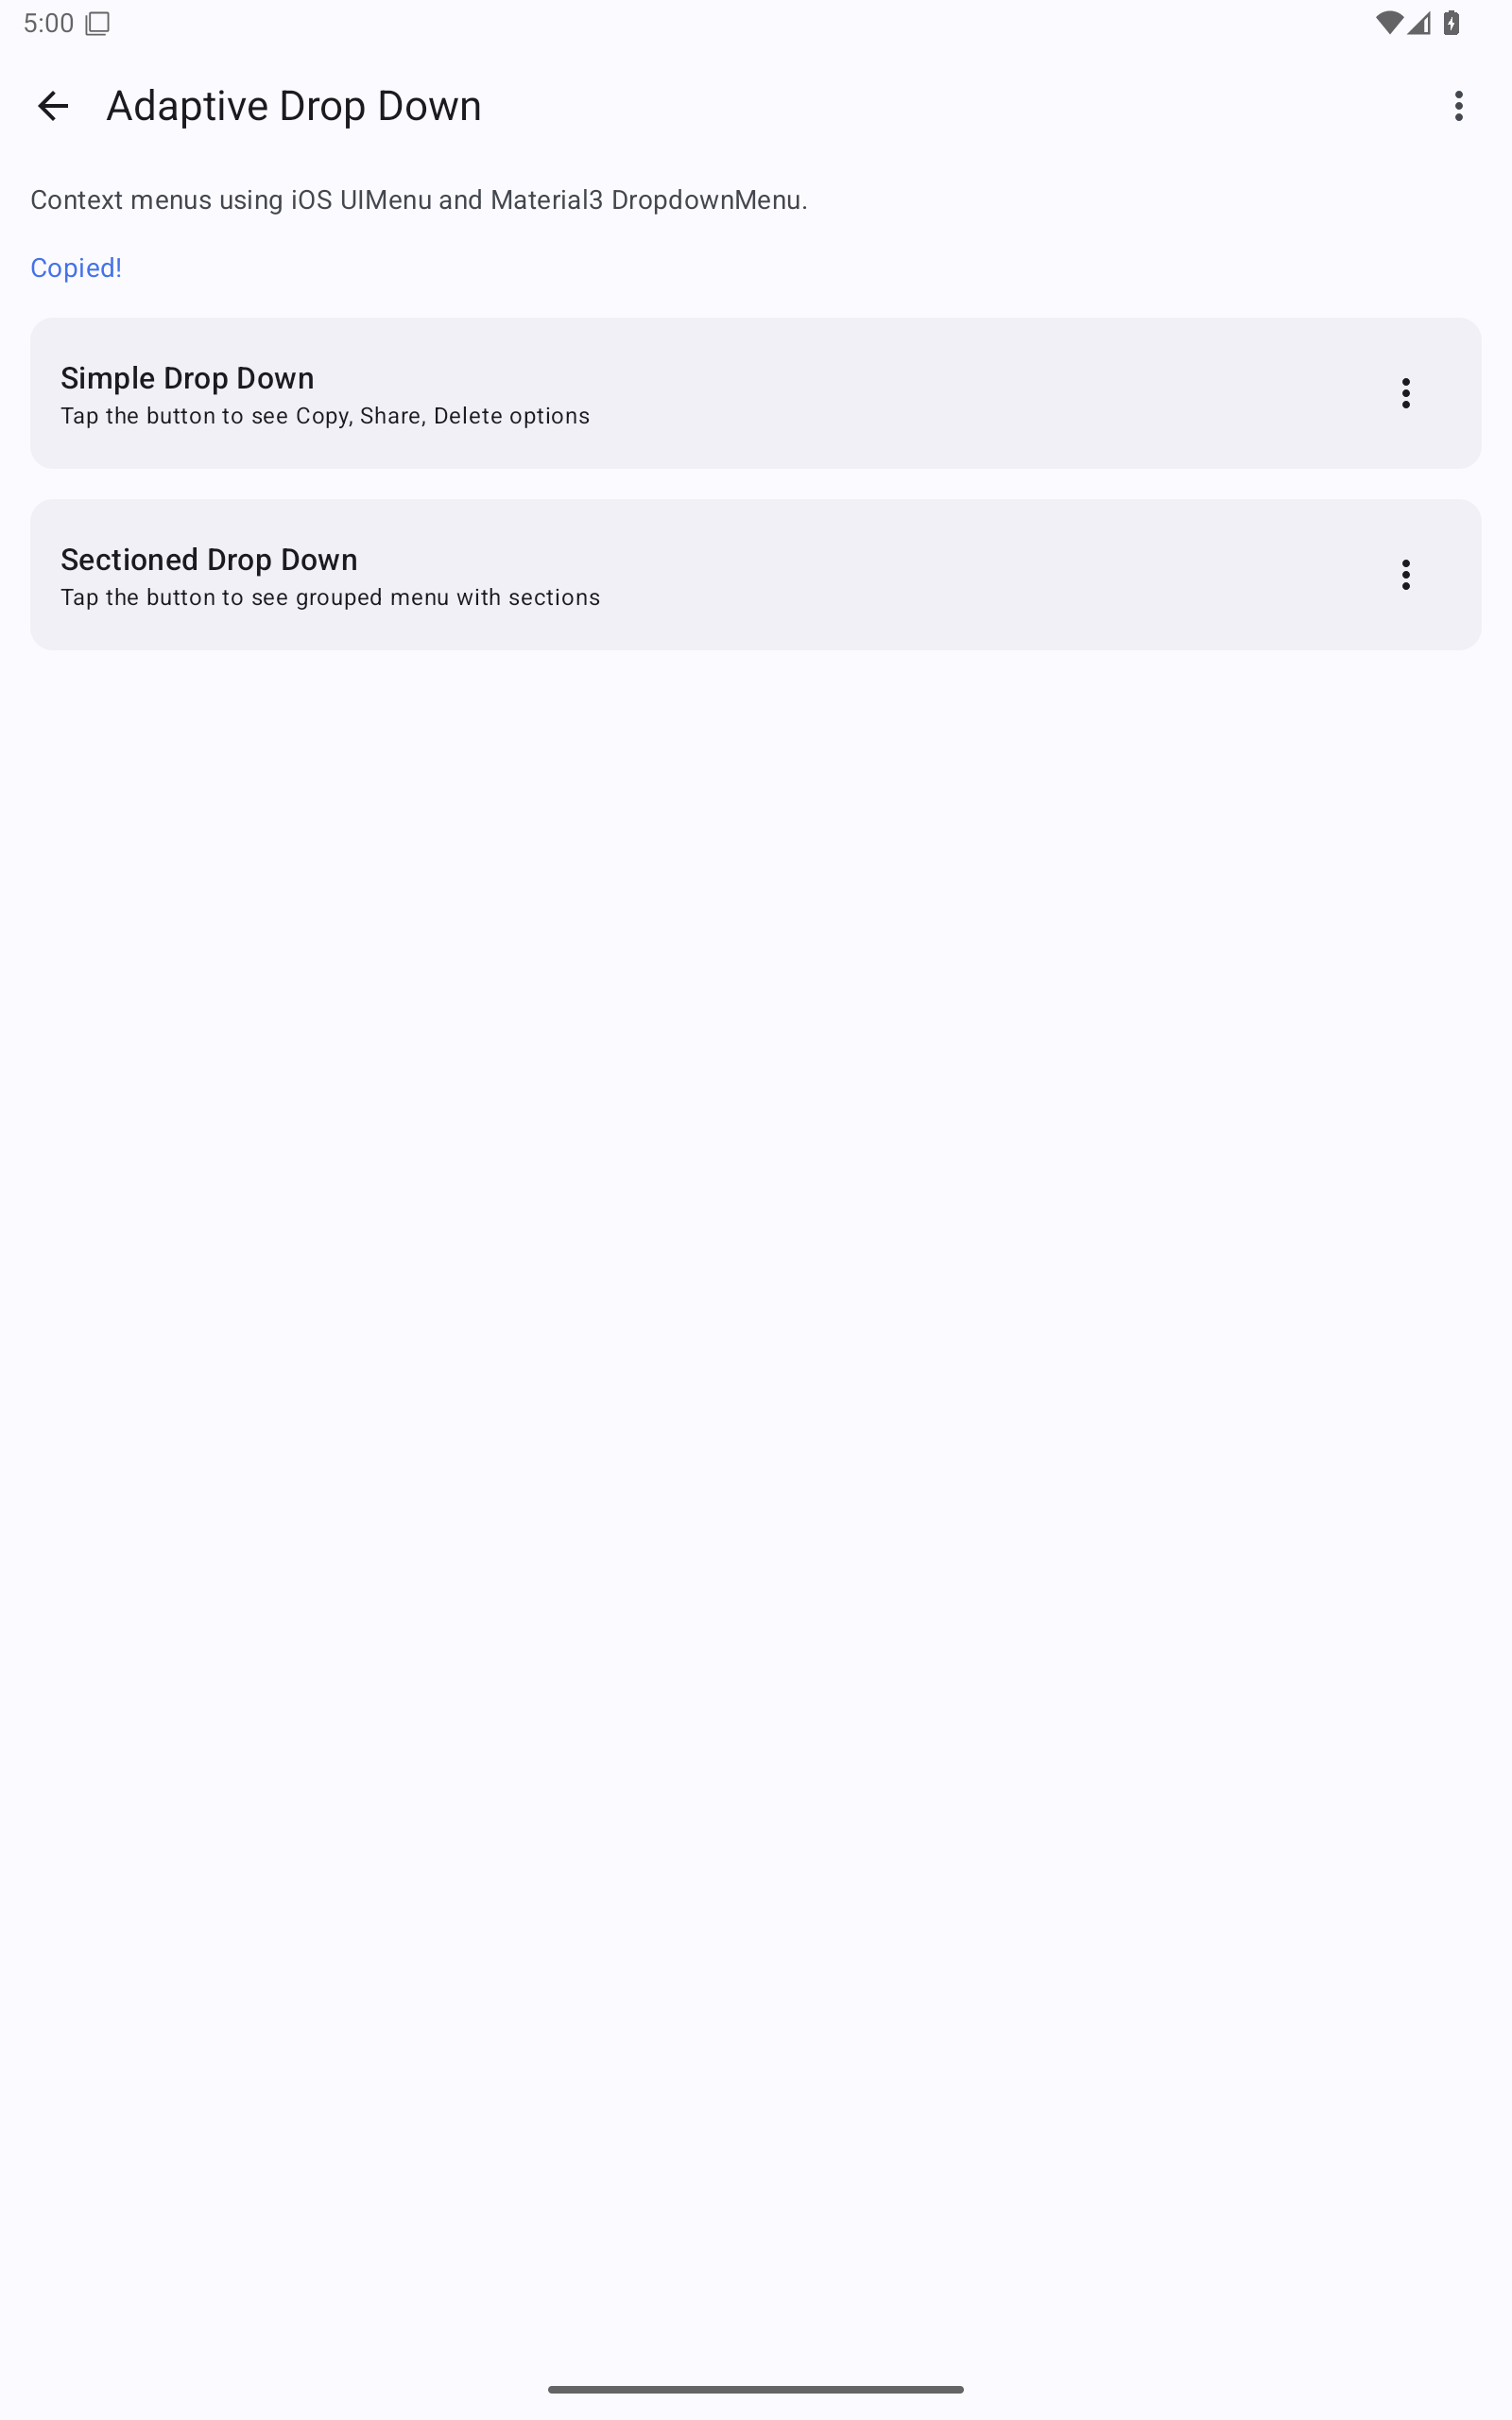 5:00
Adaptive Drop Down
Context menus using iOS UIMenu and Material3 DropdownMenu.
Copied!
Simple Drop Down
Tap the button to see Copy, Share, Delete options
Sectioned Drop Down
Tap the button to see grouped menu with sections